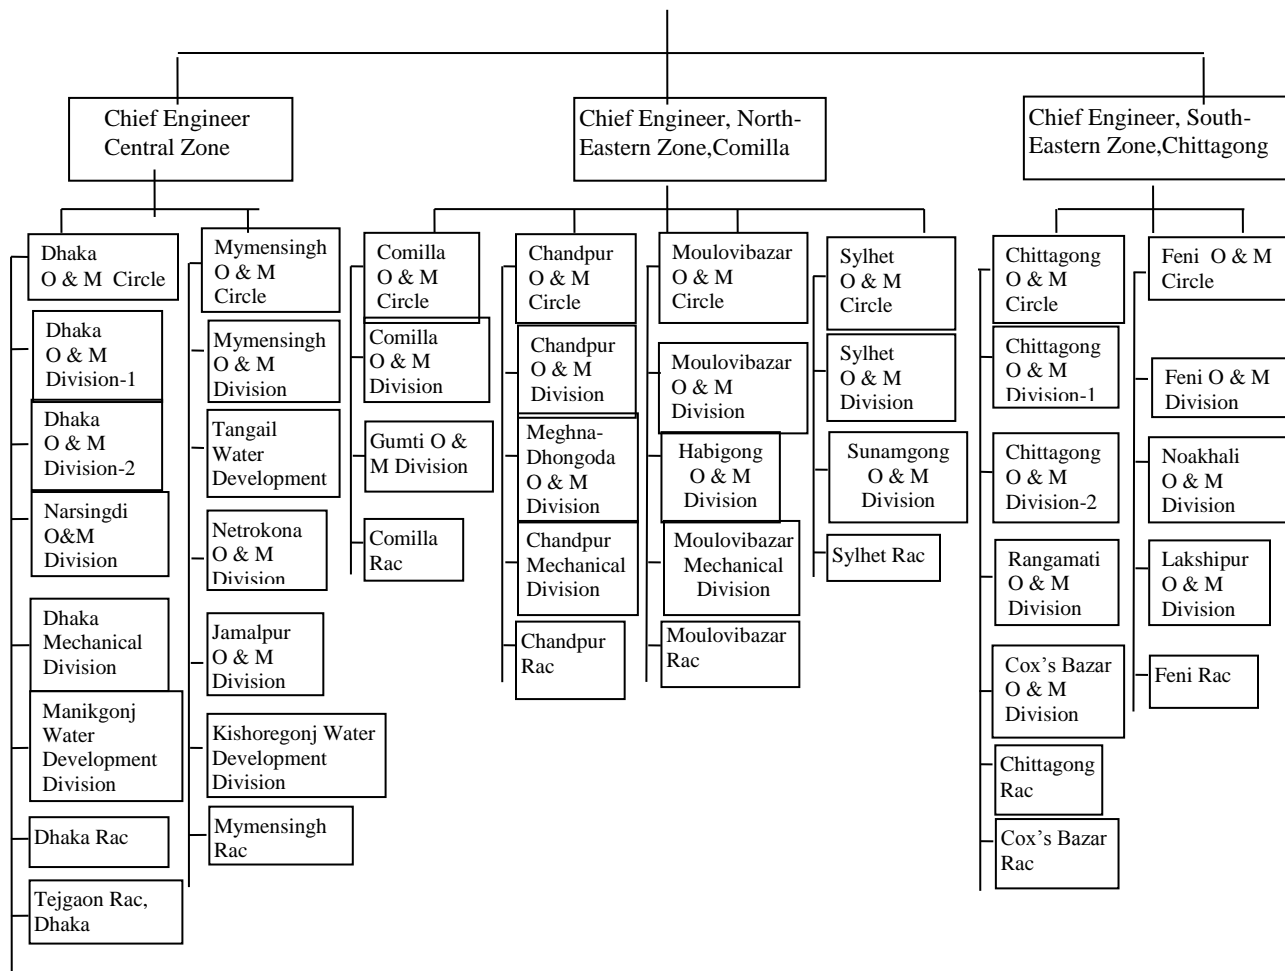 Chief Engineer
Central Zone
Chief Engineer, North-
Eastern Zone,Comilla
Chief Engineer, South-
Eastern Zone,Chittagong
Dhaka
O & M Circle
Dhaka
O & M
Division-1
Dhaka
O & M
Division-2
Narsingdi
O&M
Division
Dhaka
Mechanical
Division
Manikgonj
Water
Development
Division
Dhaka Rac
Tejgaon Rac,
Dhaka
Mymensingh
O & M
Circle
Mymensingh
O & M
Division
Tangail
Water
Development
Netrokona
O & M
Division
Jamalpur
O & M
Division
Kishoregonj Water
Development
Division
Mymensingh
Rac
Comilla
O & M
Circle
Comilla
O & M
Division
Gumti O &
M Division
Comilla
Rac
Chandpur
O & M
Circle
Chandpur
O & M
Division
Meghna-
Dhongoda
O & M
Division
Chandpur
Mechanical
Division
Chandpur
Rac
Moulovibazar
O & M
Circle
Moulovibazar
O & M
Division
Habigong
O & M
Division
Moulovibazar
Mechanical
Division
Moulovibazar
Rac
Sylhet
O & M
Circle
Sylhet
O & M
Division
Sunamgong
O & M
Division
Sylhet Rac
Chittagong
O & M
Circle
Chittagong
O & M
Division-1
Chittagong
O & M
Division-2
Rangamati
O & M
Division
Cox's Bazar
O & M
Division
Chittagong
Rac
Cox's Bazar
Rac
Feni O & M
Circle
Feni O & M
Division
Noakhali
O & M
Division
Lakshipur
O & M
Division
Feni Rac